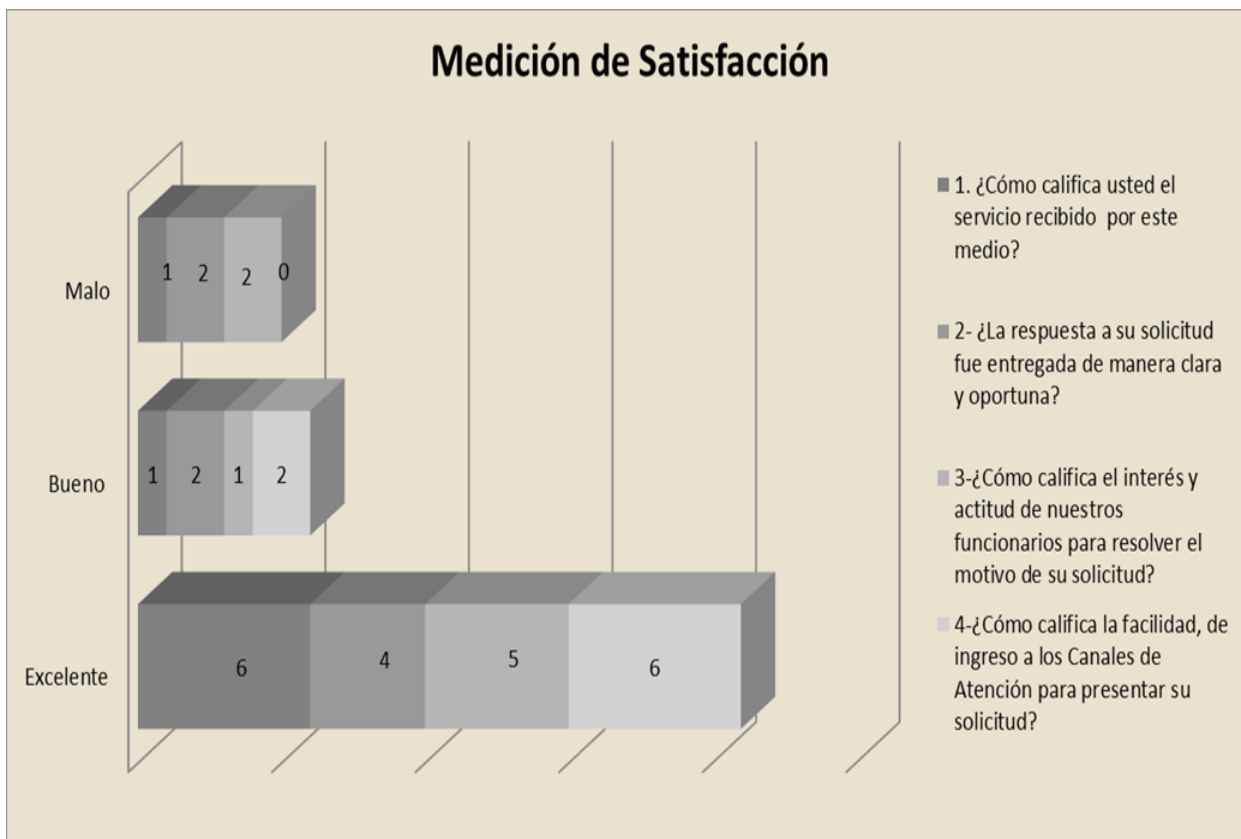 Medición de Satisfacción
Malo
1 2 2 0
Bueno
1 2 1 2
Excelente
6 4 5 6
1. ¿Cómo califica usted el
servicio recibido por este
medio?
2- ¿La respuesta a su solicitud
fue entregada de manera clara
y oportuna?
3-¿Cómo califica el interés y
actitud de nuestros
funcionarios para resolver el
motivo de su solicitud?
4-¿Cómo califica la facilidad, de
ingreso a los Canales de
Atención para presentar su
solicitud?